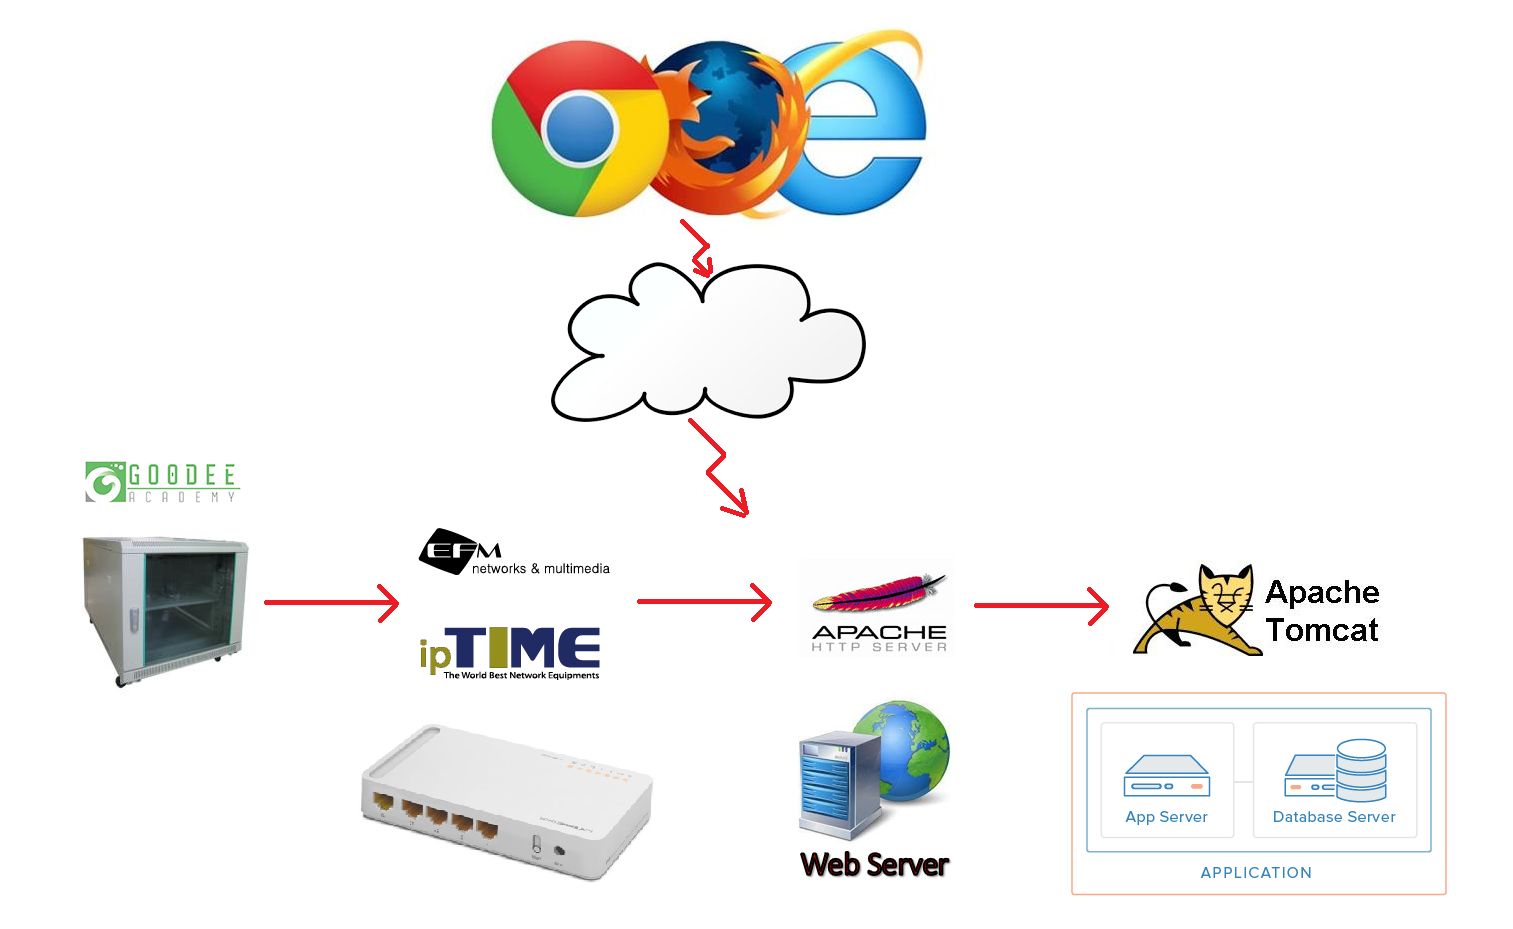 GOODEE
ACADEMY
EFM
networks & multimedia
ipTIME
The World Best Network Equipments
APACHE
HTTP SERVER
Apache
Tomcat
Web Server
App Server
Database Server
APPLICATION